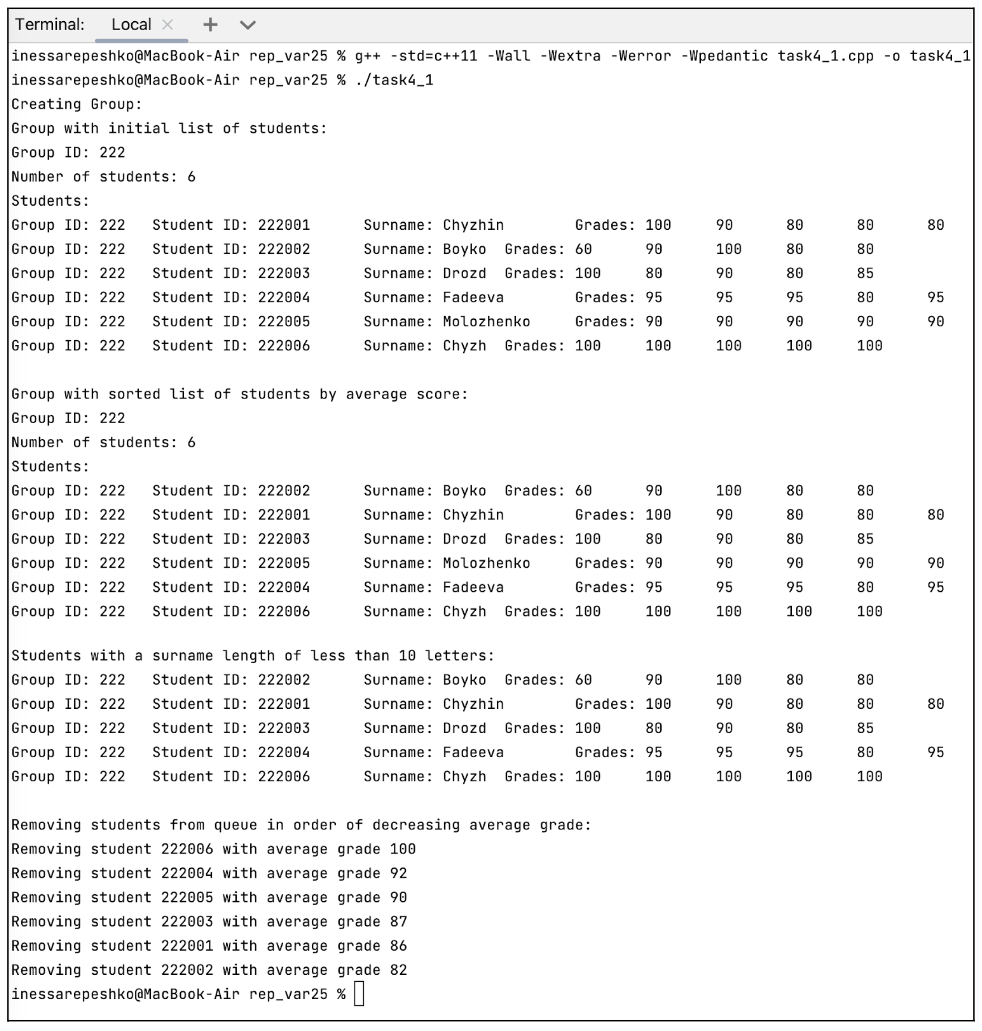 Terminal: Local × + 
inessarepeshko@MacBook-Air rep_var25 % g++ -std=c++11 -Wall -Wextra -Werror -Wpedantic task4_1.cpp -o task4_1
inessarepeshko@MacBook-Air rep_var25 % ./task4_1
Creating Group:
Group with initial list of students:
Group ID: 222
Number of students: 6
Students:
Group ID: 222 Student ID: 222001 Surname: Chyzhin Grades: 100 90 80 80 80
Group ID: 222 Student ID: 222002 Surname: Boyko Grades: 60 90 100 80 80
Group ID: 222 Student ID: 222003 Surname: Drozd Grades: 100 80 90 80 85
Group ID: 222 Student ID: 222004 Surname: Fadeeva Grades: 95 95 95 80 95
Group ID: 222 Student ID: 222005 Surname: Molozhenko Grades: 90 90 90 90 90
Group ID: 222 Student ID: 222006 Surname: Chyzh Grades: 100 100 100 100 100
Group with sorted list of students by average score:
Group ID: 222
Number of students: 6
Students:
Group ID: 222 Student ID: 222002 Surname: Boyko Grades: 60 90 100 80 80
Group ID: 222 Student ID: 222001 Surname: Chyzhin Grades: 100 90 80 80 80
Group ID: 222 Student ID: 222003 Surname: Drozd Grades: 100 80 90 80 85
Group ID: 222 Student ID: 222005 Surname: Molozhenko Grades: 90 90 90 90 90
Group ID: 222 Student ID: 222004 Surname: Fadeeva Grades: 95 95 95 80 95
Group ID: 222 Student ID: 222006 Surname: Chyzh Grades: 100 100 100 100 100
Students with a surname length of less than 10 letters:
Group ID: 222 Student ID: 222002 Surname: Boyko Grades: 60 90 100 80 80
Group ID: 222 Student ID: 222001 Surname: Chyzhin Grades: 100 90 80 80 80
Group ID: 222 Student ID: 222003 Surname: Drozd Grades: 100 80 90 80 85
Group ID: 222 Student ID: 222004 Surname: Fadeeva Grades: 95 95 95 80 95
Group ID: 222 Student ID: 222006 Surname: Chyzh Grades: 100 100 100 100 100
Removing students from queue in order of decreasing average grade:
Removing student 222006 with average grade 100
Removing student 222004 with average grade 92
Removing student 222005 with average grade 90
Removing student 222003 with average grade 87
Removing student 222001 with average grade 86
Removing student 222002 with average grade 82
inessarepeshko@MacBook-Air rep_var25 %